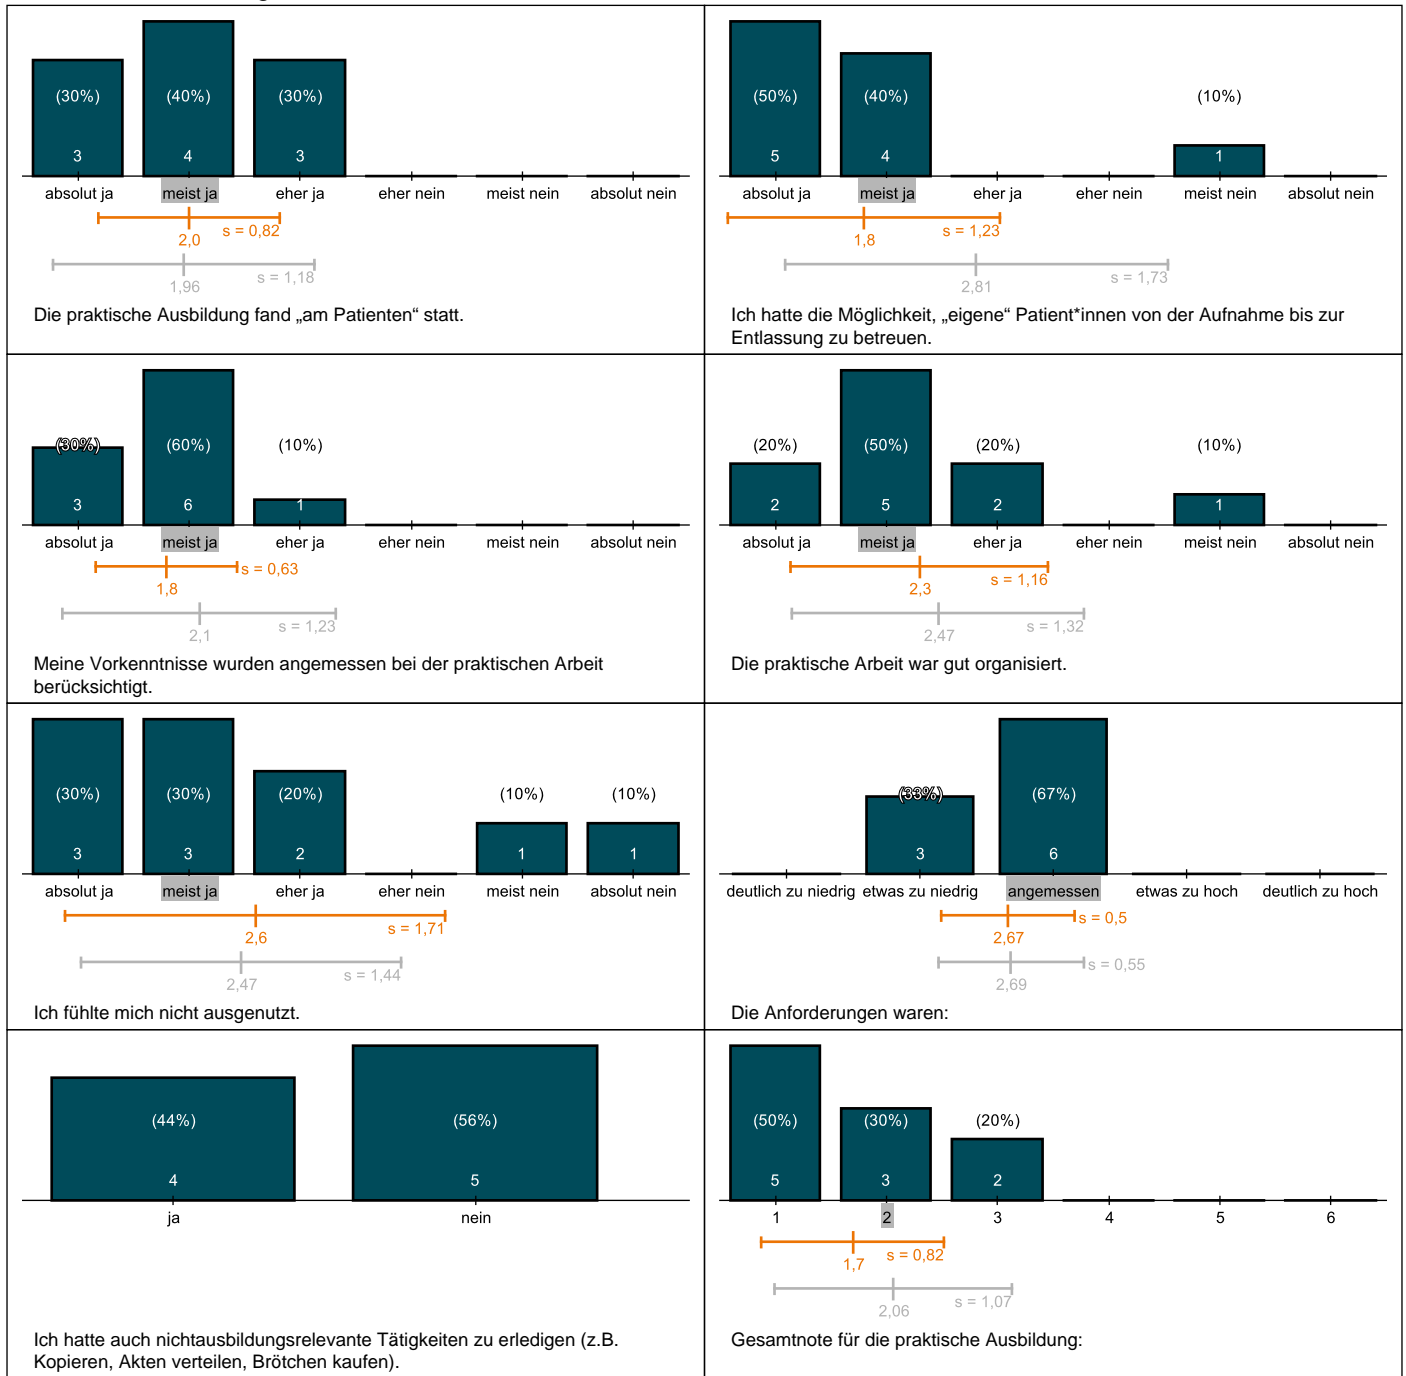 (30%) (40%) (30%)
3 4 3
absolut ja meist ja eher ja eher nein meist nein absolut nein
s = 0,82
2,0
s = 1,18
1,96
Die praktische Ausbildung fand „am Patienten“ statt.
(50%) (40%) (10%)
5 4 1
absolut ja meist ja eher ja eher nein meist nein absolut nein
s = 1,23
1,8
s = 1,73
2,81
Ich hatte die Möglichkeit, „eigene“ Patient*innen von der Aufnahme bis zur
Entlassung zu betreuen.
(30%) (60%) (10%)
3 6 1
absolut ja meist ja eher ja eher nein meist nein absolut nein
s = 0,63
1,8
s = 1,23
2,1
Meine Vorkenntnisse wurden angemessen bei der praktischen Arbeit
berücksichtigt.
(20%) (50%) (20%) (10%)
2 5 2 1
absolut ja meist ja eher ja eher nein meist nein absolut nein
s = 1,16
2,3
s = 1,32
2,47
Die praktische Arbeit war gut organisiert.
(30%) (30%) (20%) (10%) (10%)
3 3 2 1 1
absolut ja meist ja eher ja eher nein meist nein absolut nein
s = 1,71
2,6
s = 1,44
2,47
Ich fühlte mich nicht ausgenutzt.
(33%) (67%)
3 6
deutlich zu niedrig etwas zu niedrig angemessen etwas zu hoch deutlich zu hoch
s = 0,5
2,67
s = 0,55
2,69
Die Anforderungen waren:
(44%) (56%)
4 5
ja nein
Ich hatte auch nichtausbildungsrelevante Tätigkeiten zu erledigen (z.B.
Kopieren, Akten verteilen, Brötchen kaufen).
(50%) (30%) (20%)
5 3 2
1 2 3 4 5 6
s = 0,82
1,7
s = 1,07
2,06
Gesamtnote für die praktische Ausbildung: